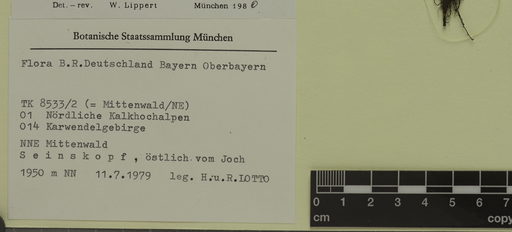 Det. - rev. W. Lippert München 198
Botanische Staatssammlung München
Flora B.R.Deutschland Bayern Oberbayern
TK 8533/2 (= Mittenwald/NE)
01 Nördliche Kalkhochalpen
014 Karwendelgebirge
NNE Mittenwald
S e i n s k o p f , östlich vom Joch
1950 m NN 11.7.1979 leg. H.u.R.LOTTO
0 1 2 3 4 5 6 7
cm copy